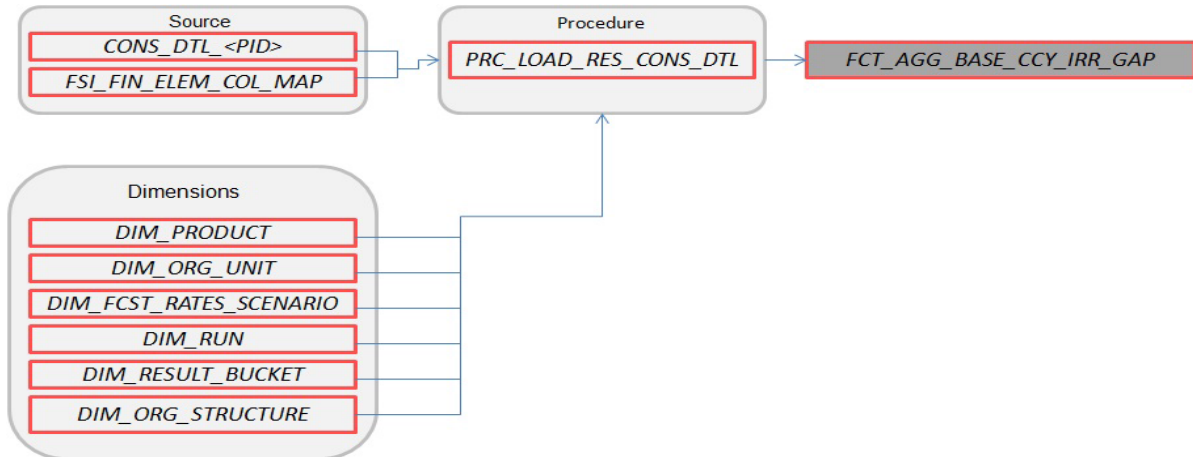 Source
CONS_DTL_<PID>
FSI_FIN_ELEM_COL_MAP
Procedure
PRC_LOAD_RES_CONS_DTL
FCT_AGG_BASE_CCY_IRR_GAP
Dimensions
DIM_PRODUCT
DIM_ORG_UNIT
DIM_FCST_RATES_SCENARIO
DIM_RUN
DIM_RESULT_BUCKET
DIM_ORG_STRUCTURE